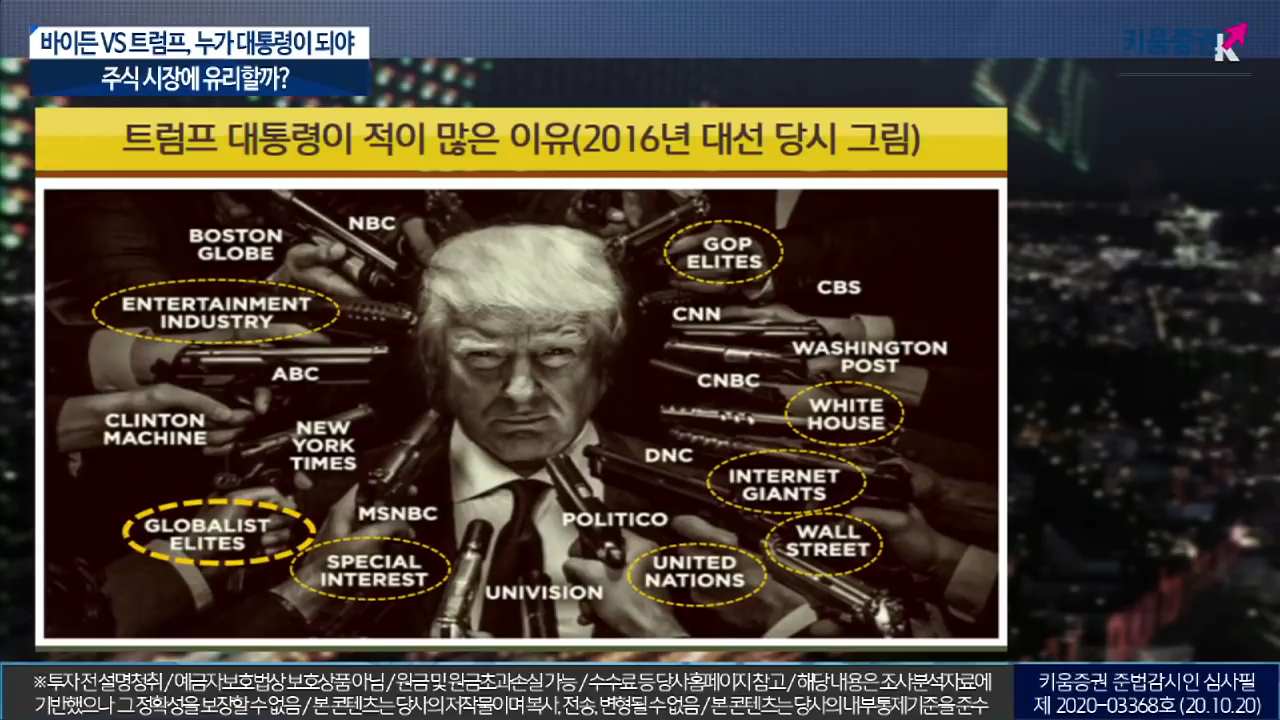 바이든 VS 트럼프, 누가 대통령이 되야
주식 시장에 유리할까?
키움증권
트럼프 대통령이 적이 많은 이유(2016년 대선 당시 그림)
NBC
BOSTON
GLOBE
GOP
ELITES
CBS
ENTERTAINMENT
INDUSTRY
CNN
WASHINGTON
POST
ABC
CNBC
WHITE
HOUSE
CLINTON
MACHINE
NEW
YORK
TIMES
DNC
INTERNET
GIANTS
MSNBC
POLITICO
GLOBALIST
ELITES
WALL
STREET
SPECIAL
INTEREST
UNITED
NATIONS
UNIVISION
※ 투자 전 설명청취 / 예금자보호법상 보호상품 아님 / 원금 및 원금초과손실 가능 / 수수료 등 당사 홈페이지 참고 / 해당 내용은 조사분석자료에
기반했으나 그 정확성을 보장할 수 없음 / 본 콘텐츠는 당사의 저작물이며 복사, 전송, 변형될 수 없음 / 본 콘텐츠는 당사의 내부통제기준을 준수
키움증권 준법감시인 심사필
제 2020-03368호 (20.10.20)